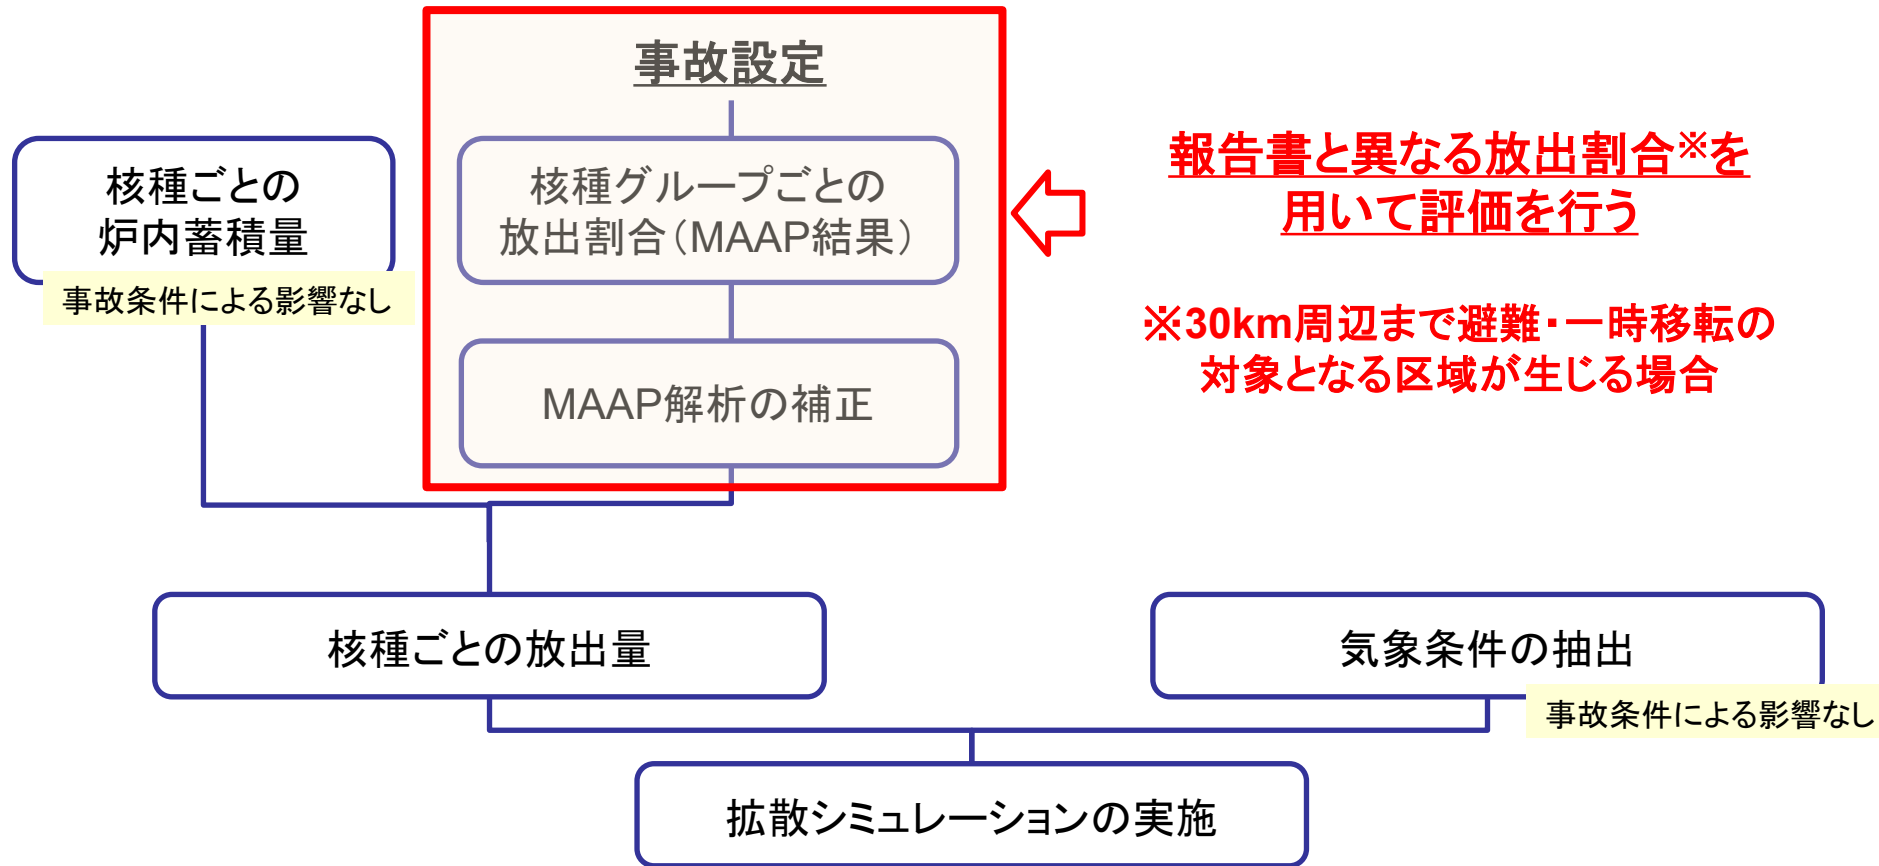 事故設定
核種ごとの
炉内蓄積量
事故条件による影響なし
核種グループごとの
放出割合（MAAP結果）
MAAP解析の補正
報告書と異なる放出割合※を
用いて評価を行う
※30km周辺まで避難・一時移転の
対象となる区域が生じる場合
核種ごとの放出量
気象条件の抽出
事故条件による影響なし
拡散シミュレーションの実施